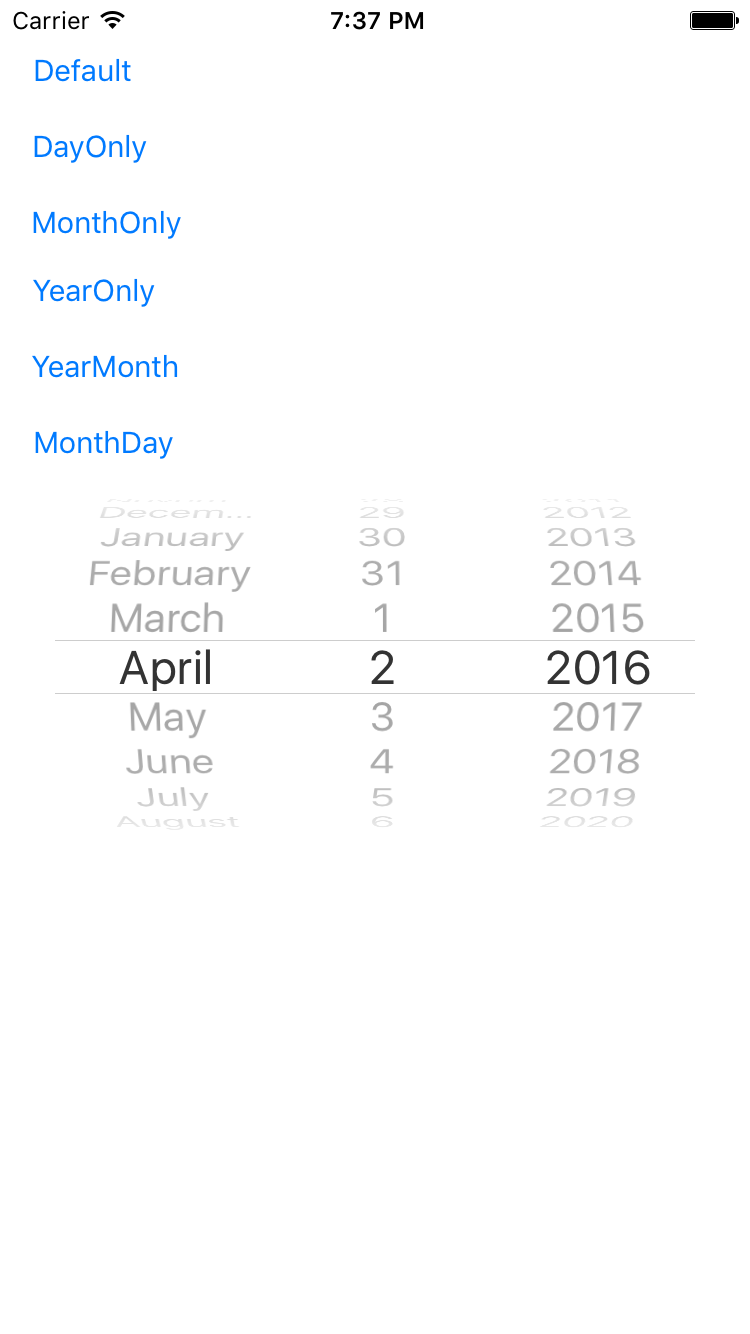 Carrier 7:37 PM
Default
DayOnly
MonthOnly
YearOnly
YearMonth
MonthDay
Decem... 29 2012
January 30 2013
February 31 2014
March 1 2015
April 2 2016
May 3 2017
June 4 2018
July 5 2019
August 6 2020